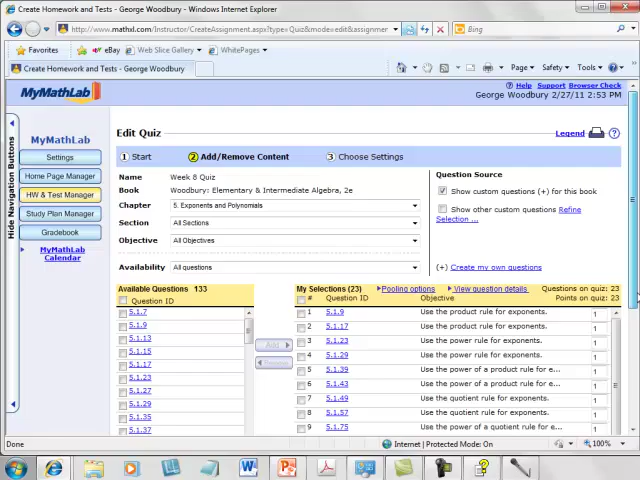 Create Homework and Tests - George Woodbury - Windows Internet Explorer
http://www.mathxl.com/Instructor/CreateAssignment.aspx?type=Quiz&mode=edit&assignmer
Bing
Favorites
eBay
Web Slice Gallery
WhitePages
Create Homework and Tests - George Woodbury
Page
Safety
Tools
MyMathLab
Help Support Browser Check
George Woodbury 2/27/11 2:53 PM
Hide Navigation Buttons
MyMathLab
Settings
Home Page Manager
HW & Test Manager
Study Plan Manager
Gradebook
MyMathLab
Calendar
Edit Quiz
Legend
1 Start
2 Add/Remove Content
3 Choose Settings
Name Week 8 Quiz
Book Woodbury: Elementary & Intermediate Algebra, 2e
Chapter 5. Exponents and Polynomials
Section All Sections
Objective All Objectives
Availability All questions
Question Source
Show custom questions (+) for this book
Show other custom questions Refine
Selection ...
(+) Create my own questions
Available Questions 133
Question ID
5.1.7
5.1.9
5.1.13
5.1.15
5.1.17
5.1.23
5.1.27
5.1.29
5.1.35
5.1.37
Add
My Selections (23) Pooling options View question details
Questions on quiz: 23
Points on quiz: 23
# Question ID Objective
1 5.1.9 Use the product rule for exponents. 1
2 5.1.17 Use the product rule for exponents. 1
3 5.1.23 Use the power rule for exponents. 1
4 5.1.29 Use the power rule for exponents. 1
5 5.1.39 Use the power of a product rule for e... 1
6 5.1.43 Use the power of a product rule for e... 1
7 5.1.49 Use the quotient rule for exponents. 1
8 5.1.57 Use the quotient rule for exponents. 1
9 5.1.75 Use the power of a quotient rule for e... 1
Done
Internet | Protected Mode: On
100%